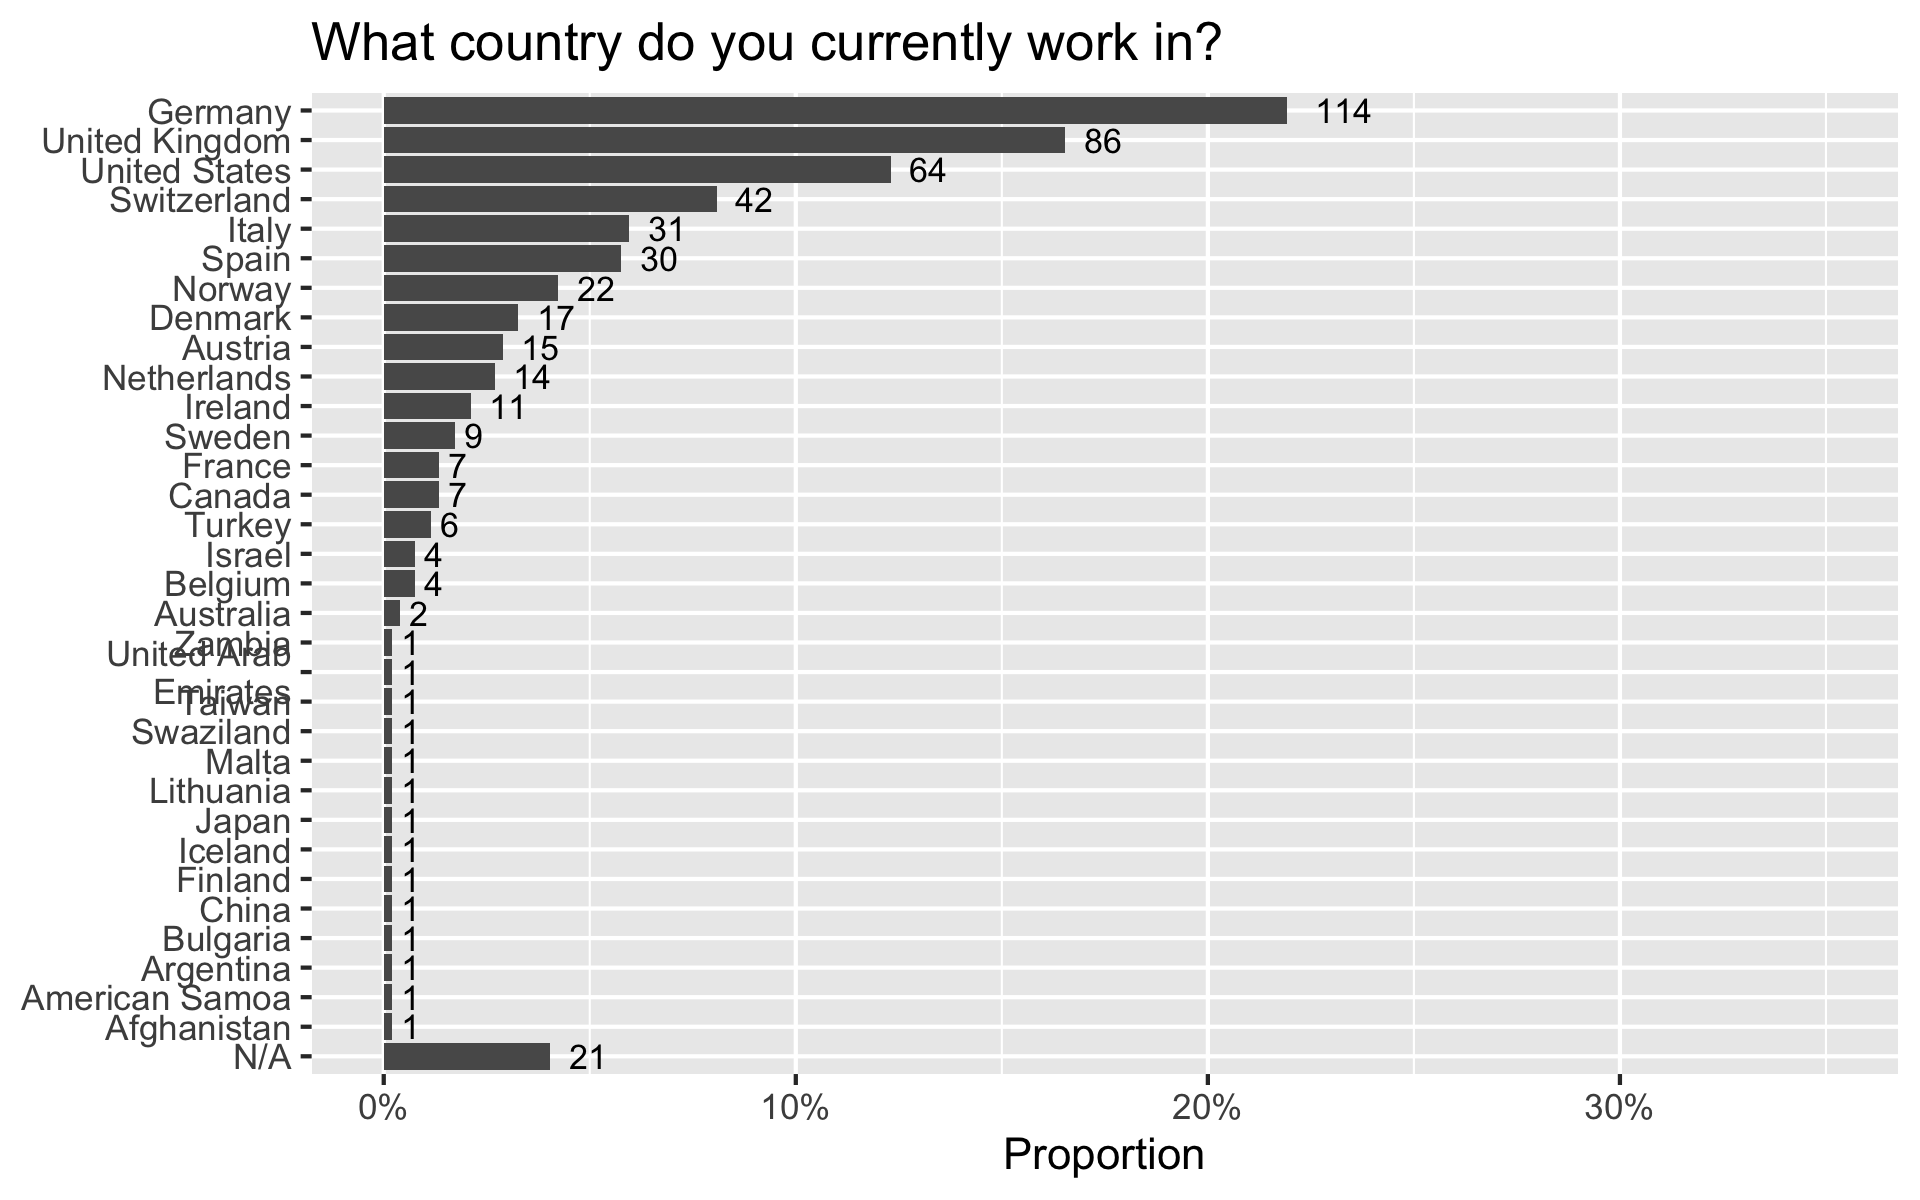 What country do you currently work in?
Germany 114
United Kingdom 86
United States 64
Switzerland 42
Italy 31
Spain 30
Norway 22
Denmark 17
Austria 15
Netherlands 14
Ireland 11
Sweden 9
France 7
Canada 7
Turkey 6
Israel 4
Belgium 4
Australia 2
Zambia 1
United Arab
Emirates 1
Taiwan 1
Swaziland 1
Malta 1
Lithuania 1
Japan 1
Iceland 1
Finland 1
China 1
Bulgaria 1
Argentina 1
American Samoa 1
Afghanistan 1
N/A 21
0% 10% 20% 30%
Proportion